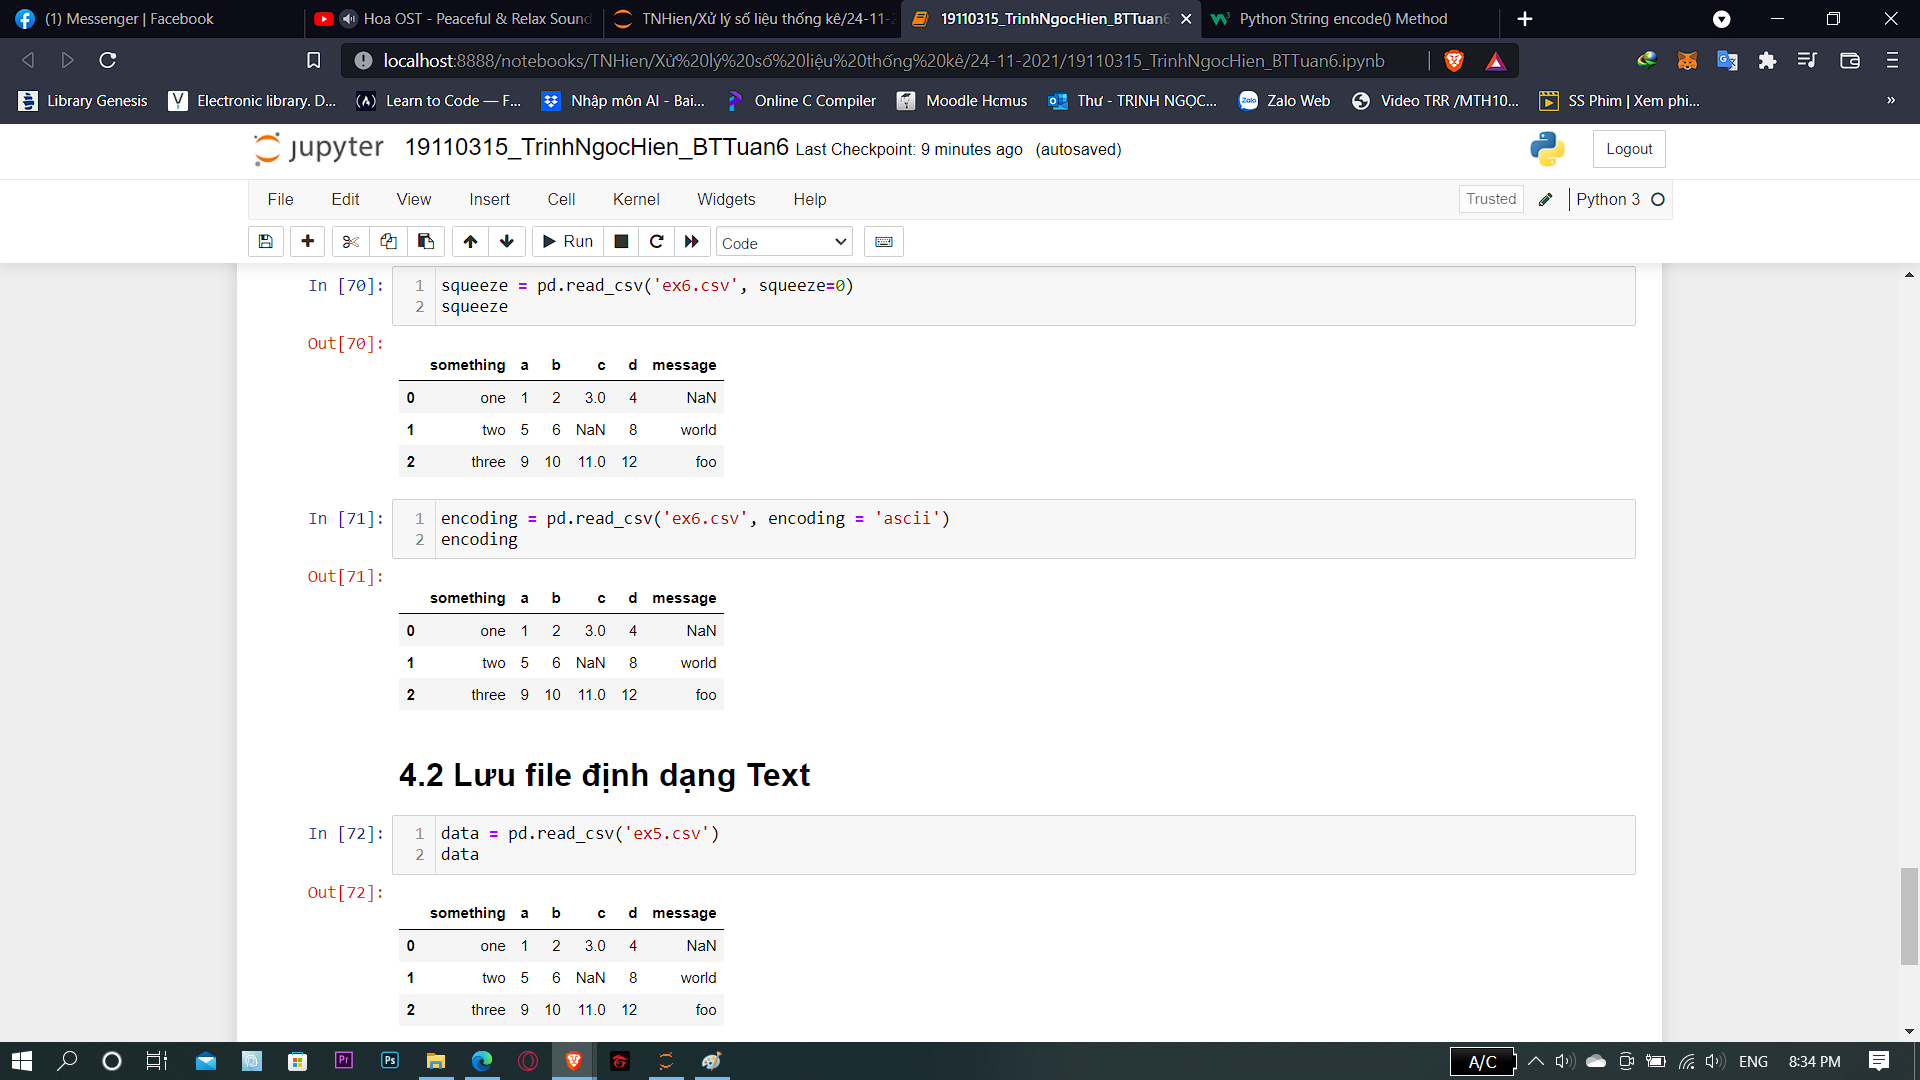 (1) Messenger | Facebook
Hoa OST - Peaceful & Relax Sound
TNHien/Xử lý số liệu thống kê/24-11-2
19110315_TrinhNgocHien_BTTuan6
Python String encode() Method
localhost:8888/notebooks/TNHien/Xử%20lý%20số%20liệu%20thống%20kê/24-11-2021/19110315_TrinhNgocHien_BTTuan6.ipynb
Library Genesis
Electronic library. D...
Learn to Code — F...
Nhập môn AI - Bai...
Online C Compiler
Moodle Hcmus
Thư - TRỊNH NGỌC...
Zalo Web
Video TRR /MTH10...
SS Phim | Xem phi...
»
jupyter 19110315_TrinhNgocHien_BTTuan6 Last Checkpoint: 9 minutes ago (autosaved)
Logout
File Edit View Insert Cell Kernel Widgets Help
Trusted
Python 3
Run
Code
In [70]:
1 squeeze = pd.read_csv('ex6.csv', squeeze=0)
2 squeeze
Out[70]:
something a b c d message
0 one 1 2 3.0 4 NaN
1 two 5 6 NaN 8 world
2 three 9 10 11.0 12 foo
In [71]:
1 encoding = pd.read_csv('ex6.csv', encoding = 'ascii')
2 encoding
Out[71]:
something a b c d message
0 one 1 2 3.0 4 NaN
1 two 5 6 NaN 8 world
2 three 9 10 11.0 12 foo
4.2 Lưu file định dạng Text
In [72]:
1 data = pd.read_csv('ex5.csv')
2 data
Out[72]:
something a b c d message
0 one 1 2 3.0 4 NaN
1 two 5 6 NaN 8 world
2 three 9 10 11.0 12 foo
Pr
Ps
A/C
ENG
8:34 PM